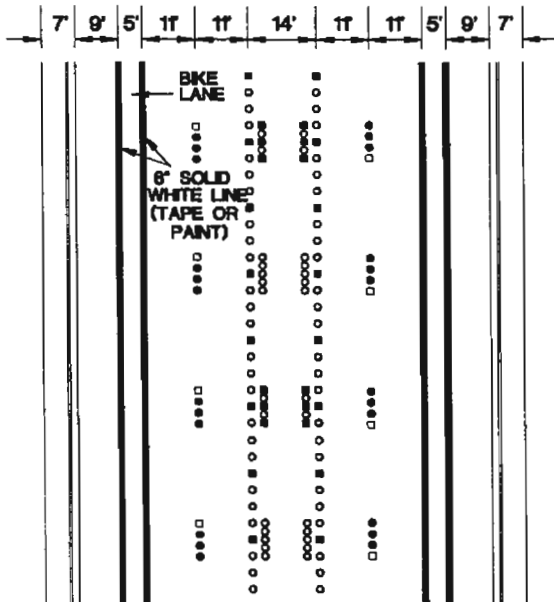 7' 9' 5' 11' 11' 14' 11' 11' 5' 9' 7'
BIKE
LANE
6" SOLID
WHITE LINE
(TAPE OR
PAINT)